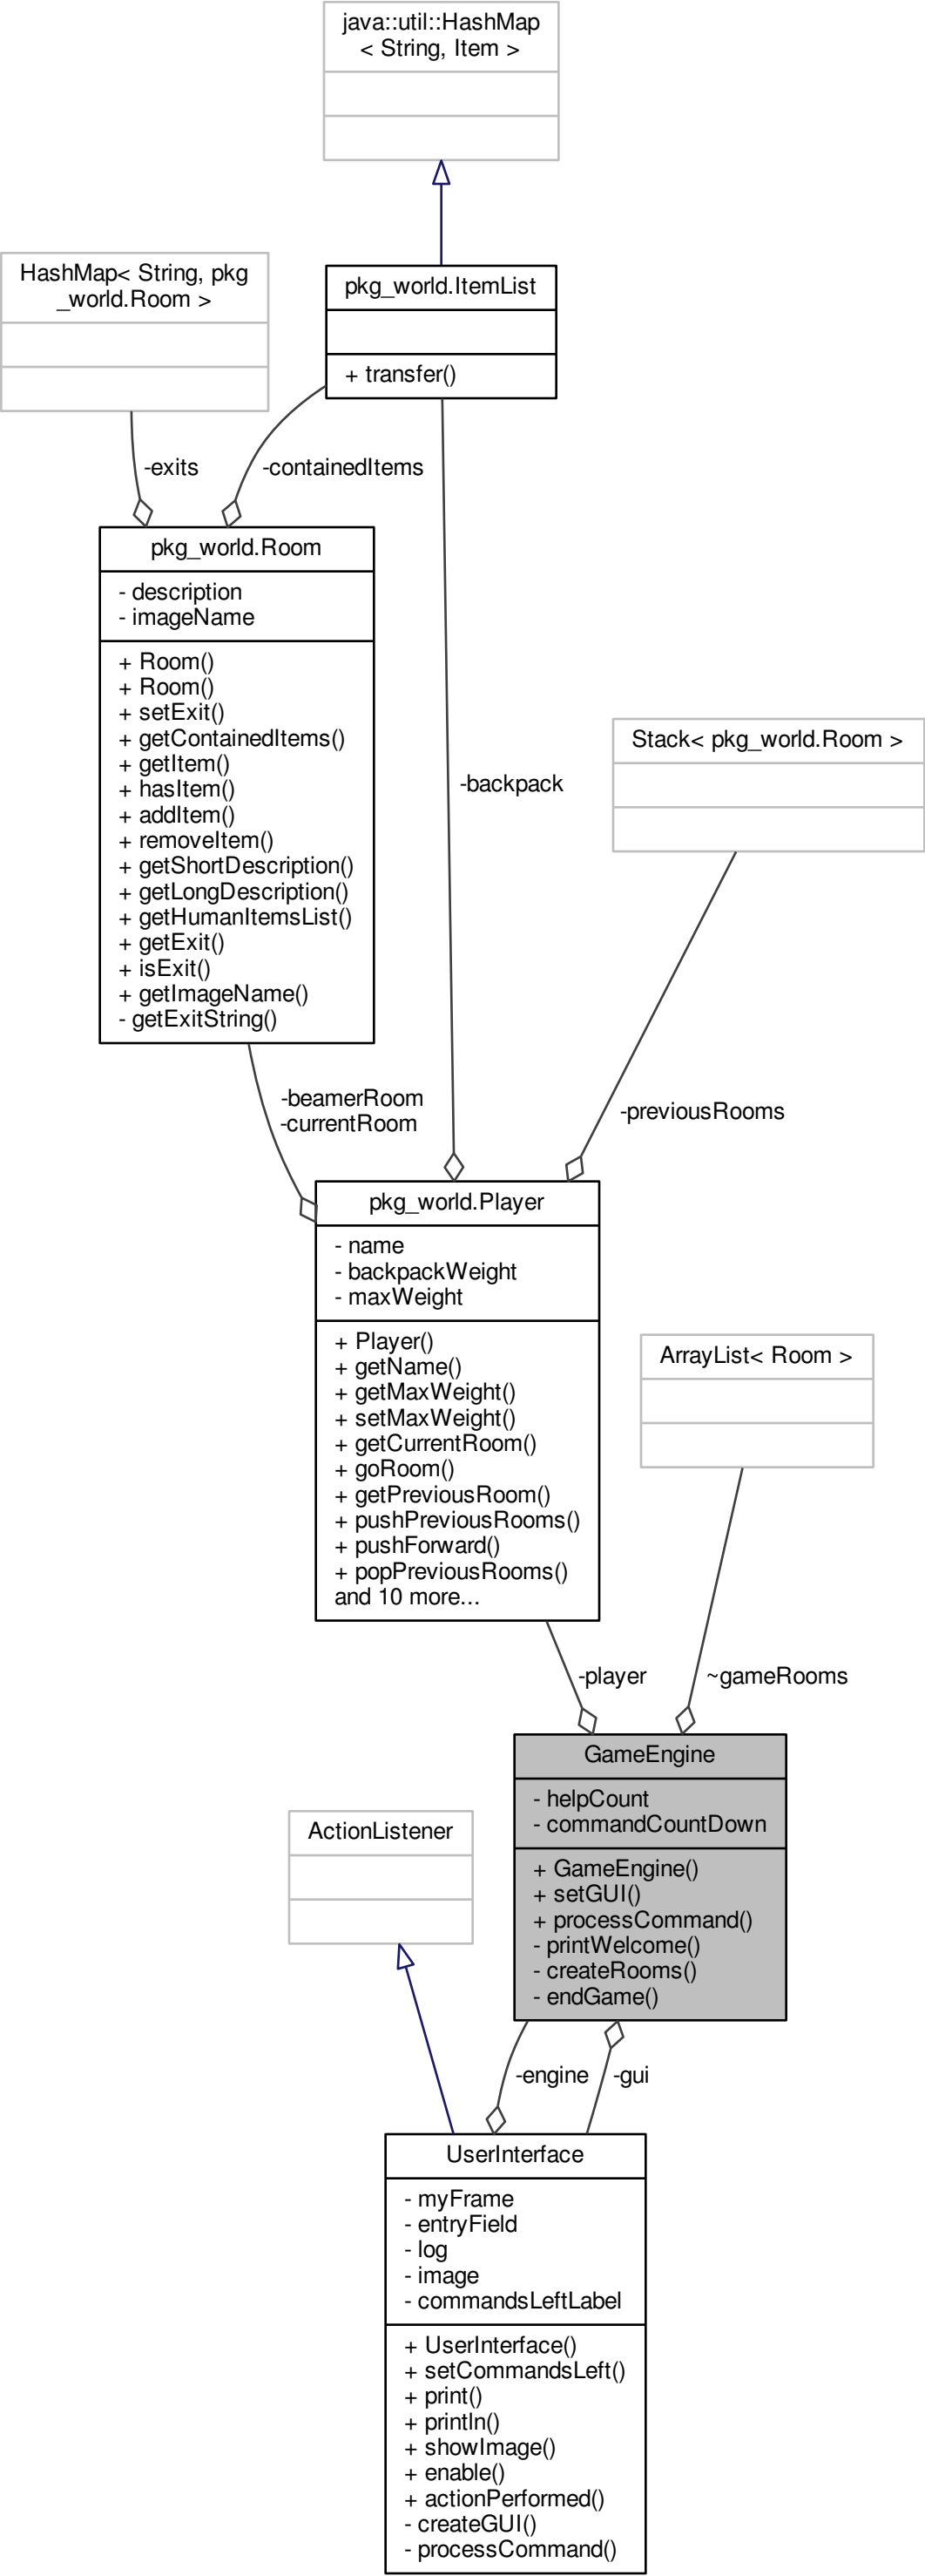 java::util::HashMap
< String, Item >
HashMap< String, pkg
_world.Room >
pkg_world.ItemList
+ transfer()
-exits
-containedItems
pkg_world.Room
- description
- imageName
+ Room()
+ Room()
+ setExit()
+ getContainedItems()
+ getItem()
+ hasItem()
+ addItem()
+ removeItem()
+ getShortDescription()
+ getLongDescription()
+ getHumanItemsList()
+ getExit()
+ isExit()
+ getImageName()
- getExitString()
-backpack
Stack< pkg_world.Room >
-beamerRoom
-currentRoom
-previousRooms
pkg_world.Player
- name
- backpackWeight
- maxWeight
+ Player()
+ getName()
+ getMaxWeight()
+ setMaxWeight()
+ getCurrentRoom()
+ goRoom()
+ getPreviousRoom()
+ pushPreviousRooms()
+ pushForward()
+ popPreviousRooms()
and 10 more...
ArrayList< Room >
-player
~gameRooms
GameEngine
- helpCount
- commandCountDown
+ GameEngine()
+ setGUI()
+ processCommand()
- printWelcome()
- createRooms()
- endGame()
ActionListener
-engine
-gui
UserInterface
- myFrame
- entryField
- log
- image
- commandsLeftLabel
+ UserInterface()
+ setCommandsLeft()
+ print()
+ println()
+ showImage()
+ enable()
+ actionPerformed()
- createGUI()
- processCommand()